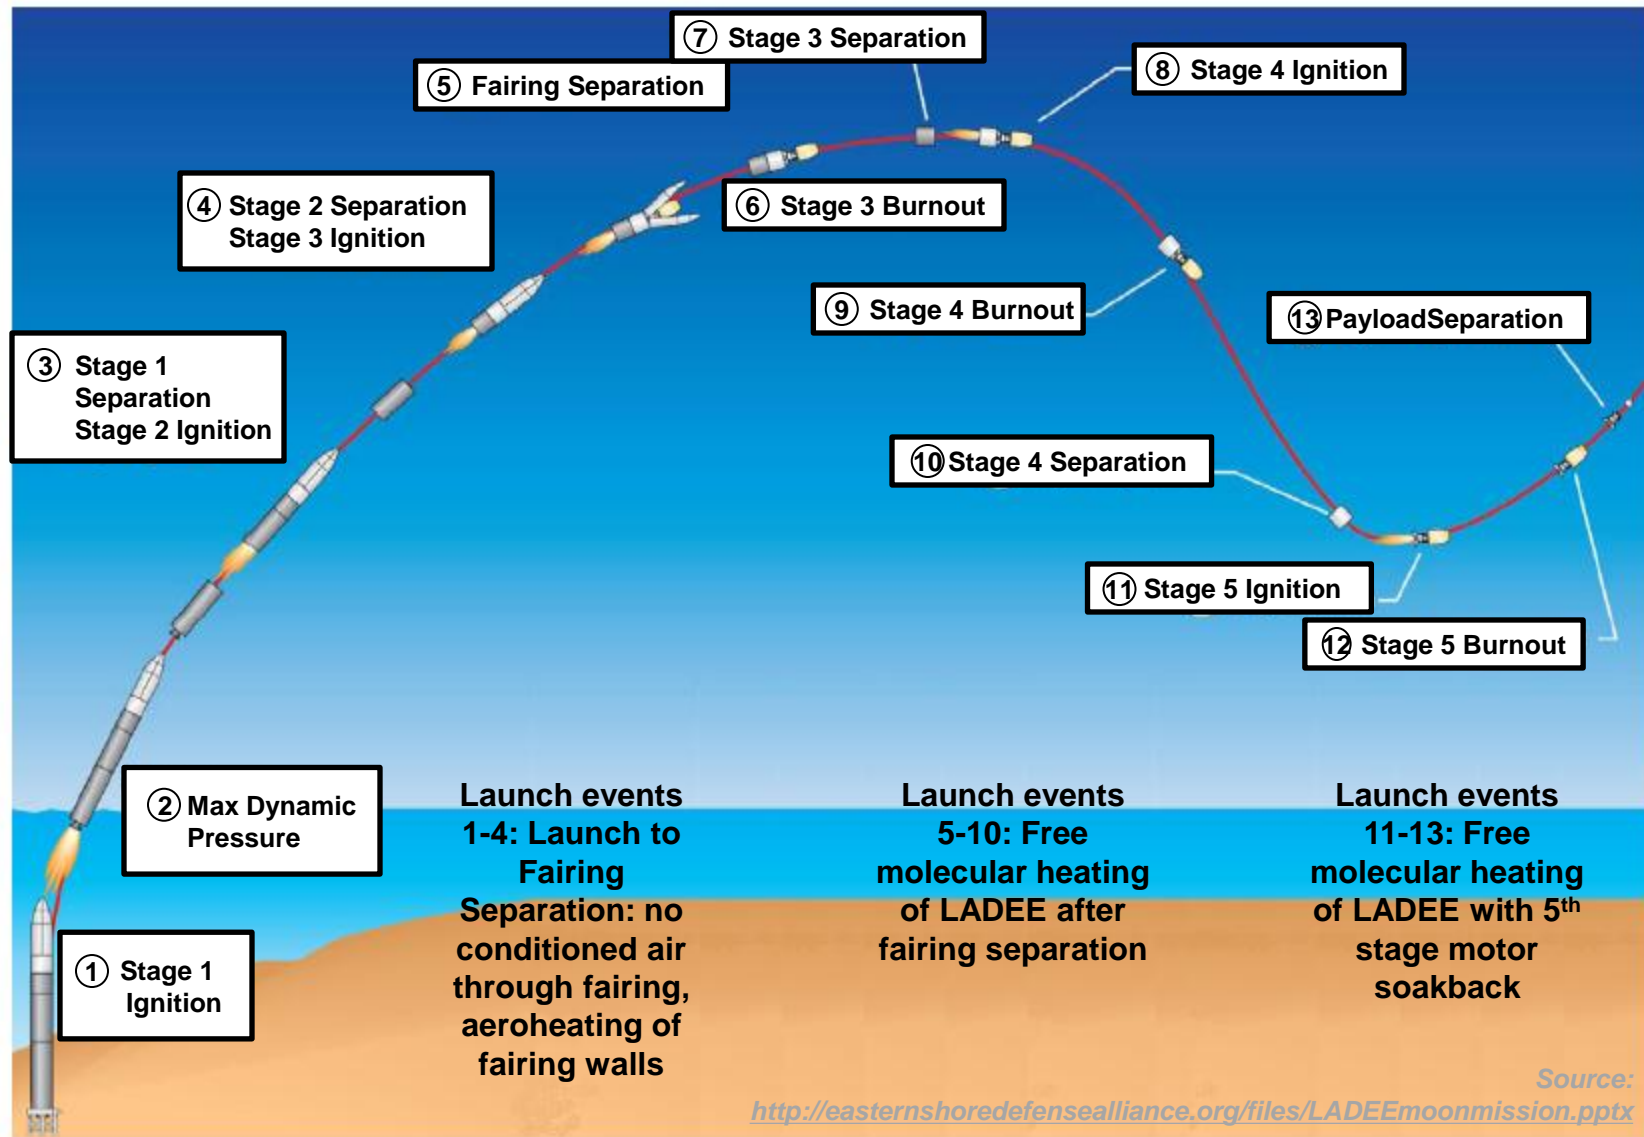 ① Stage 1
Ignition
② Max Dynamic
Pressure
③ Stage 1
Separation
Stage 2 Ignition
④ Stage 2 Separation
Stage 3 Ignition
⑤ Fairing Separation
⑥ Stage 3 Burnout
⑦ Stage 3 Separation
⑧ Stage 4 Ignition
⑨ Stage 4 Burnout
⑩ Stage 4 Separation
⑪ Stage 5 Ignition
⑫ Stage 5 Burnout
⑬ PayloadSeparation
Launch events
1-4: Launch to
Fairing
Separation: no
conditioned air
through fairing,
aeroheating of
fairing walls
Launch events
5-10: Free
molecular heating
of LADEE after
fairing separation
Launch events
11-13: Free
molecular heating
of LADEE with 5th
stage motor
soakback
Source:
http://easternshoredefensealliance.org/files/LADEEmoonmission.pptx